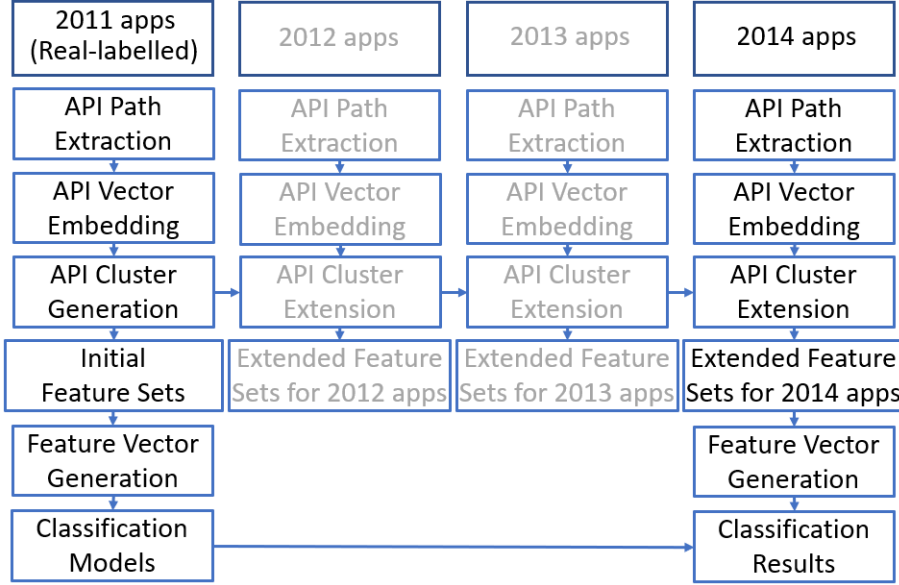 2011 apps
(Real-labelled)
2012 apps
2013 apps
2014 apps
API Path
Extraction
API Path
Extraction
API Path
Extraction
API Path
Extraction
API Vector
Embedding
API Vector
Embedding
API Vector
Embedding
API Vector
Embedding
API Cluster
Generation
API Cluster
Extension
API Cluster
Extension
API Cluster
Extension
Initial
Feature Sets
Extended Feature
Sets for 2012 apps
Extended Feature
Sets for 2013 apps
Extended Feature
Sets for 2014 apps
Feature Vector
Generation
Feature Vector
Generation
Classification
Models
Classification
Results